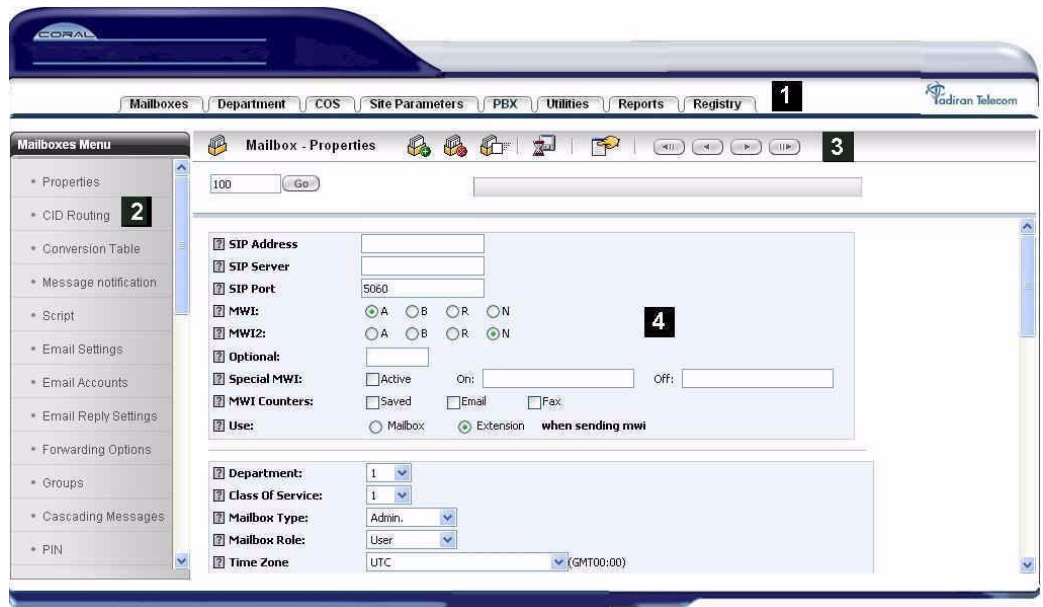 CORAL
Mailboxes Department COS Site Parameters PBX Utilities Reports Registry 1
Tadiran Telecom
Mailboxes Menu
Mailbox - Properties 3
100 Go
Properties
CID Routing 2
Conversion Table
Message notification
Script
Email Settings
Email Accounts
Email Reply Settings
Forwarding Options
Groups
Cascading Messages
PIN
? SIP Address
? SIP Server
? SIP Port 5060
? MWI: A B R N
? MWI2: A B R N
4
? Optional:
? Special MWI: Active On: Off:
? MWI Counters: Saved Email Fax
? Use: Mailbox Extension when sending mwi
? Department: 1
? Class Of Service: 1
? Mailbox Type: Admin.
? Mailbox Role: User
? Time Zone UTC (GMT00:00)